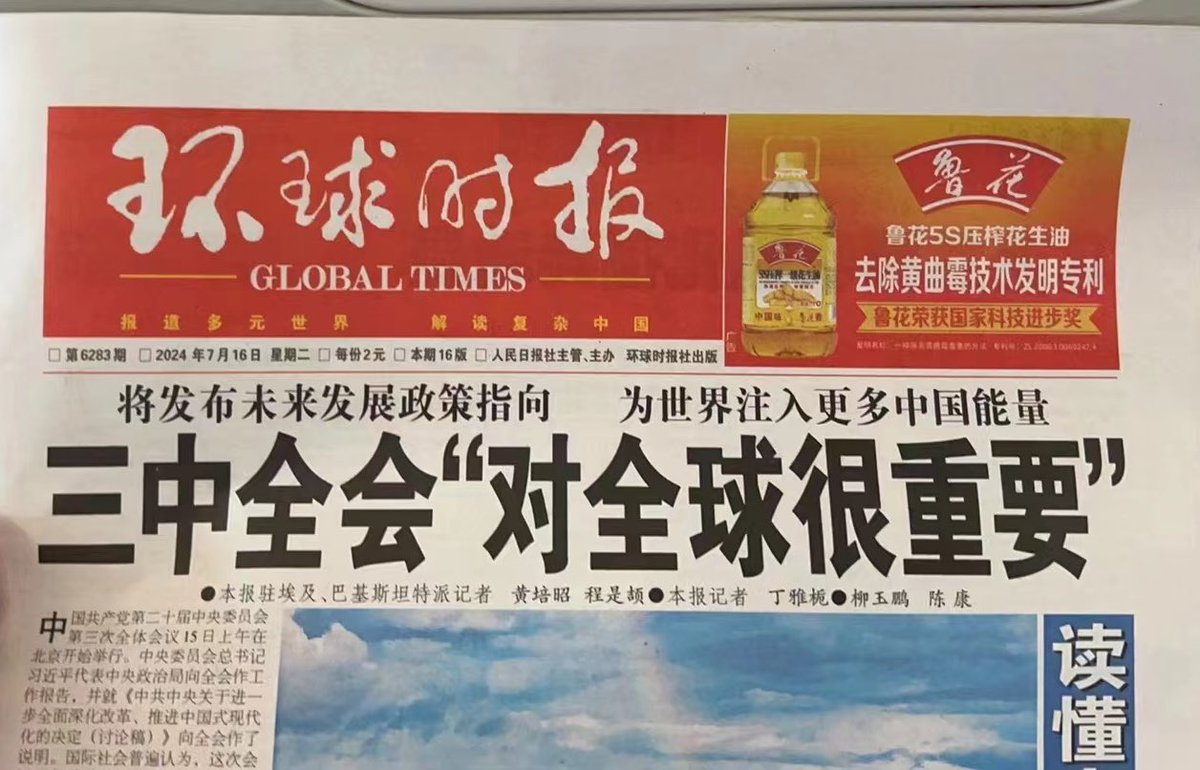 环球时报
GLOBAL TIMES
报道多元世界 解读复杂中国
鲁花
鲁花5S压榨花生油
去除黄曲霉技术发明专利
鲁花荣获国家科技进步奖
广告
鲁花
中国味
□第6283期 □2024年7月16日 星期二 □每份2元 □本期16版 □人民日报社主管、主办 环球时报社出版
将发布未来发展政策指向 为世界注入更多中国能量
三中全会“对全球很重要”
●本报驻埃及、巴基斯坦特派记者 黄培昭 程是颉●本报记者 丁雅栀●柳玉鹏 陈康
中国共产党第二十届中央委员会
第三次全体会议15日上午在
北京开始举行。中央委员会总书记
习近平代表中央政治局向全会作工
作报告，并就《中共中央关于进一
步全面深化改革、推进中国式现代
化的决定（讨论稿）》向全会作了
说明。国际社会普遍认为，这次会
读懂